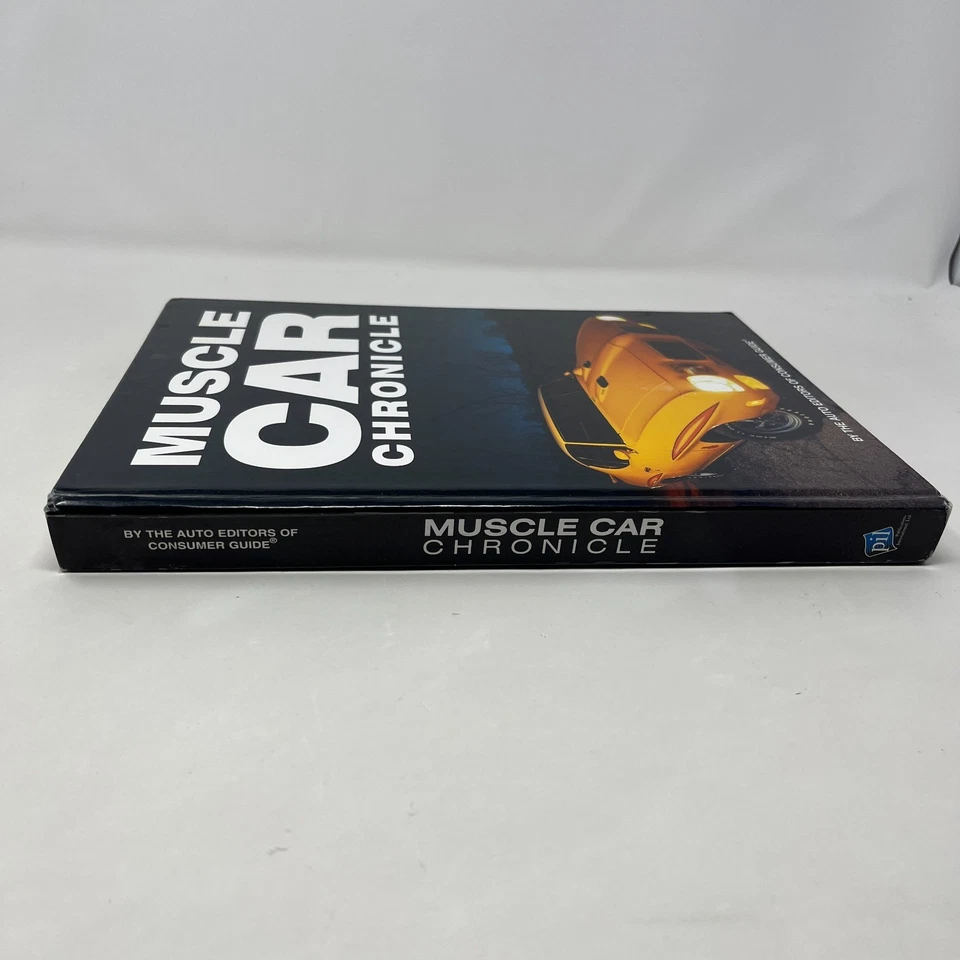 MUSCLE
CAR
CHRONICLE
BY THE AUTO EDITORS OF CONSUMER GUIDE®
BY THE AUTO EDITORS OF
CONSUMER GUIDE®
MUSCLE CAR
CHRONICLE
pil